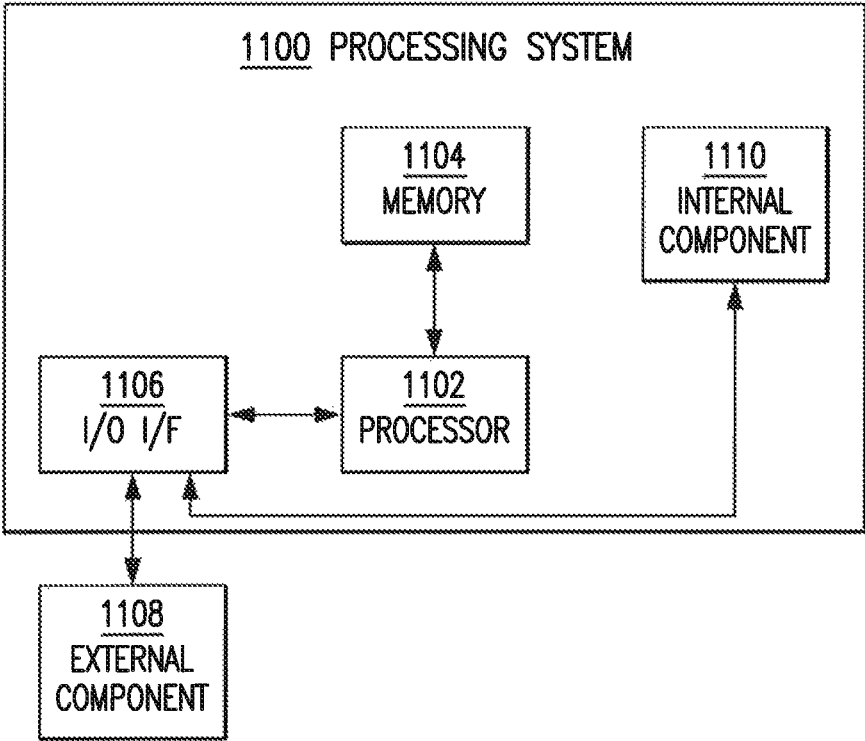 1100 PROCESSING SYSTEM
1104
MEMORY
1110
INTERNAL
COMPONENT
1106
I/O I/F
1102
PROCESSOR
1108
EXTERNAL
COMPONENT